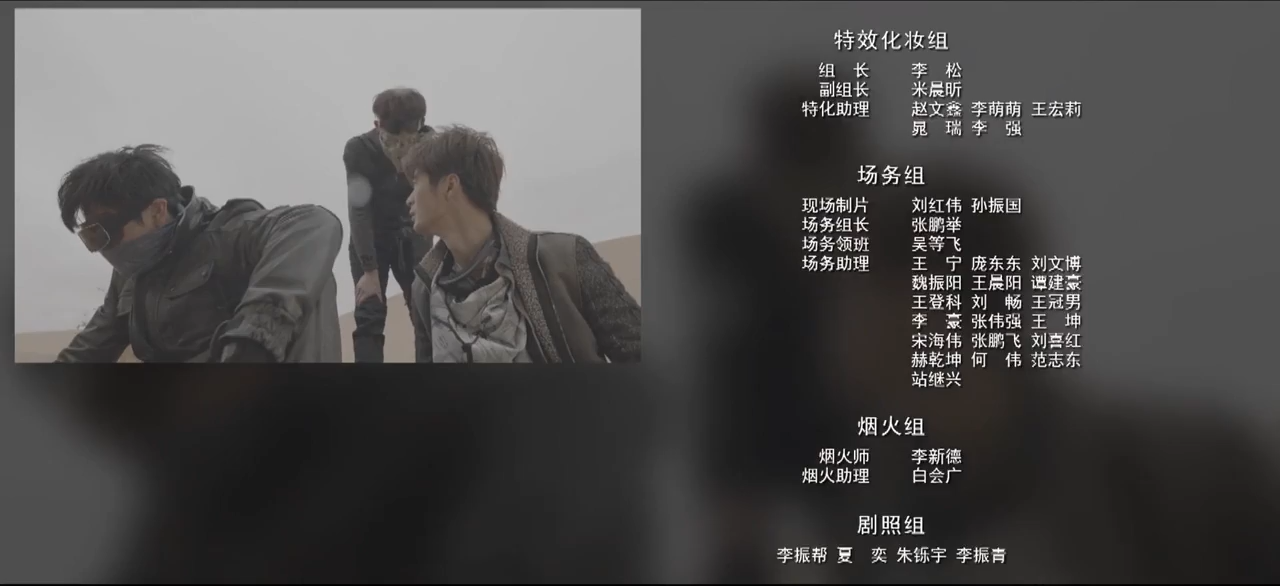 特效化妆组
组　长　李　松
副组长　米晨昕
特化助理　赵文鑫 李萌萌 王宏莉
晁　瑞 李　强
场务组
现场制片　刘红伟 孙振国
场务组长　张鹏举
场务领班　吴等飞
场务助理　王　宁 庞东东 刘文博
魏振阳 王晨阳 谭建豪
王登科 刘　畅 王冠男
李　豪 张伟强 王　坤
宋海伟 张鹏飞 刘喜红
赫乾坤 何　伟 范志东
站继兴
烟火组
烟火师　李新德
烟火助理　白会广
剧照组
李振帮 夏　奕 朱铄宇 李振青